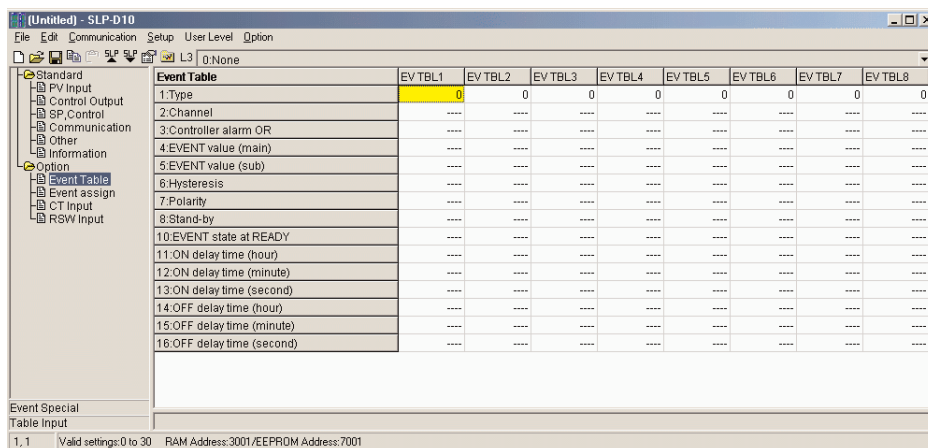 (Untitled) - SLP-D10
File Edit Communication Setup User Level Option
SLP SLP L3 0:None
Standard
PV Input
Control Output
SP,Control
Communication
Other
Information
Option
Event Table
Event assign
CT Input
RSW Input
Event Special
Table Input
Event Table EV TBL1 EV TBL2 EV TBL3 EV TBL4 EV TBL5 EV TBL6 EV TBL7 EV TBL8
1:Type 0 0 0 0 0 0 0 0
2:Channel ---- ---- ---- ---- ---- ---- ---- ----
3:Controller alarm OR ---- ---- ---- ---- ---- ---- ---- ----
4:EVENT value (main) ---- ---- ---- ---- ---- ---- ---- ----
5:EVENT value (sub) ---- ---- ---- ---- ---- ---- ---- ----
6:Hysteresis ---- ---- ---- ---- ---- ---- ---- ----
7:Polarity ---- ---- ---- ---- ---- ---- ---- ----
8:Stand-by ---- ---- ---- ---- ---- ---- ---- ----
10:EVENT state at READY ---- ---- ---- ---- ---- ---- ---- ----
11:ON delay time (hour) ---- ---- ---- ---- ---- ---- ---- ----
12:ON delay time (minute) ---- ---- ---- ---- ---- ---- ---- ----
13:ON delay time (second) ---- ---- ---- ---- ---- ---- ---- ----
14:OFF delay time (hour) ---- ---- ---- ---- ---- ---- ---- ----
15:OFF delay time (minute) ---- ---- ---- ---- ---- ---- ---- ----
16:OFF delay time (second) ---- ---- ---- ---- ---- ---- ---- ----
1, 1 Valid settings:0 to 30 RAM Address:3001/EEPROM Address:7001